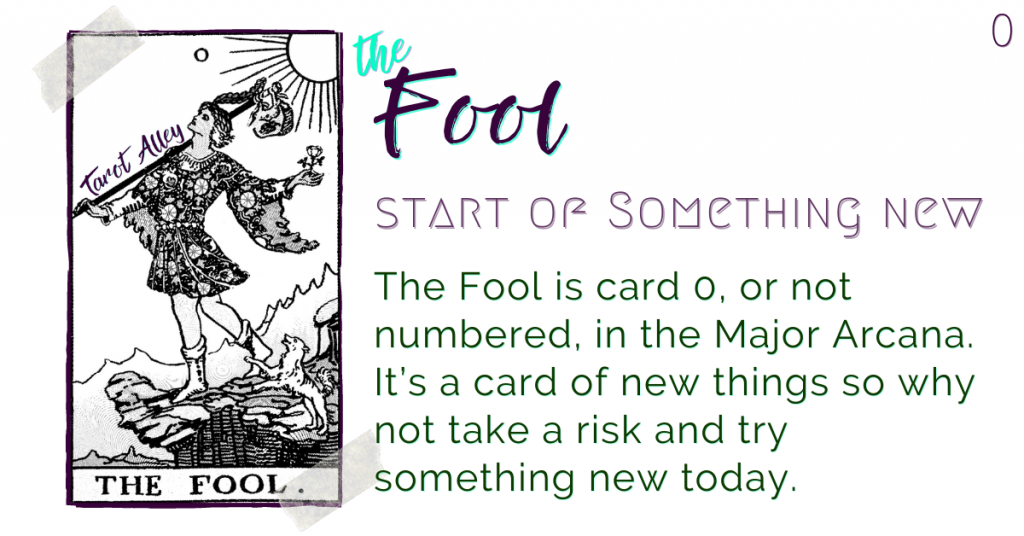 0
Tarot Alley
THE FOOL.
the
Fool
0
START OF SOMETHING NEW
The Fool is card 0, or not
numbered, in the Major Arcana.
It's a card of new things so why
not take a risk and try
something new today.